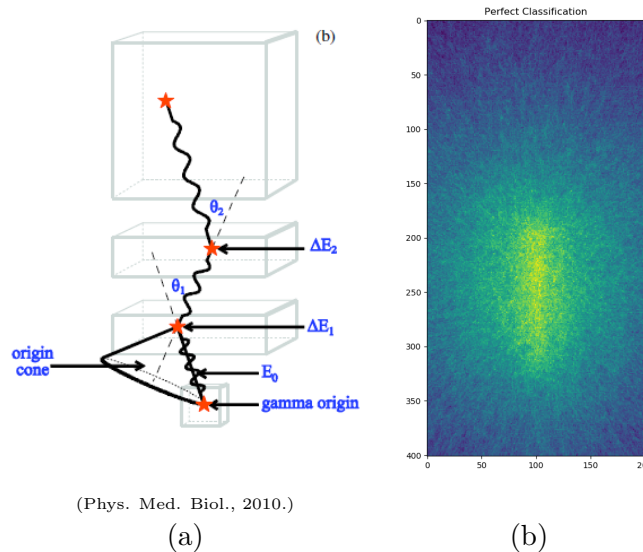 (b)
θ2
ΔE2
θ1
ΔE1
origin
cone
E0
gamma origin
(Phys. Med. Biol., 2010.)
(a)
Perfect Classification
0
50
100
150
200
250
300
350
400
0 50 100 150 200
(b)